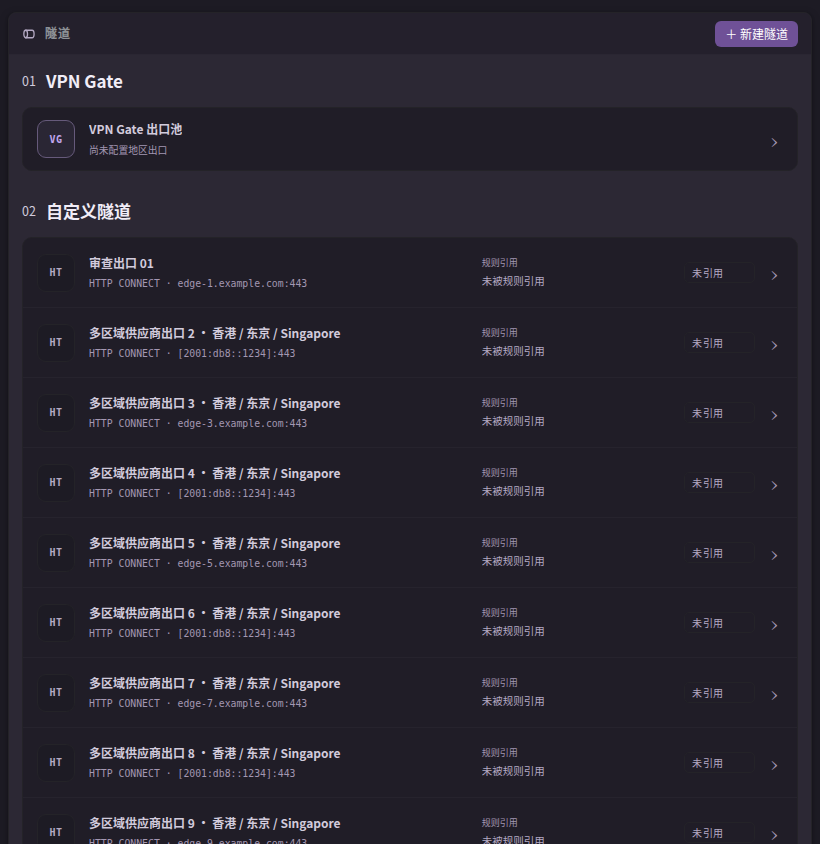 隧道
+ 新建隧道
01 VPN Gate
VG
VPN Gate 出口池
尚未配置地区出口
02 自定义隧道
HT
审查出口 01
HTTP CONNECT · edge-1.example.com:443
规则引用
未被规则引用
未引用
HT
多区域供应商出口 2 · 香港 / 东京 / Singapore
HTTP CONNECT · [2001:db8::1234]:443
规则引用
未被规则引用
未引用
HT
多区域供应商出口 3 · 香港 / 东京 / Singapore
HTTP CONNECT · edge-3.example.com:443
规则引用
未被规则引用
未引用
HT
多区域供应商出口 4 · 香港 / 东京 / Singapore
HTTP CONNECT · [2001:db8::1234]:443
规则引用
未被规则引用
未引用
HT
多区域供应商出口 5 · 香港 / 东京 / Singapore
HTTP CONNECT · edge-5.example.com:443
规则引用
未被规则引用
未引用
HT
多区域供应商出口 6 · 香港 / 东京 / Singapore
HTTP CONNECT · [2001:db8::1234]:443
规则引用
未被规则引用
未引用
HT
多区域供应商出口 7 · 香港 / 东京 / Singapore
HTTP CONNECT · edge-7.example.com:443
规则引用
未被规则引用
未引用
HT
多区域供应商出口 8 · 香港 / 东京 / Singapore
HTTP CONNECT · [2001:db8::1234]:443
规则引用
未被规则引用
未引用
HT
多区域供应商出口 9 · 香港 / 东京 / Singapore
HTTP CONNECT · edge-9.example.com:443
规则引用
未被规则引用
未引用